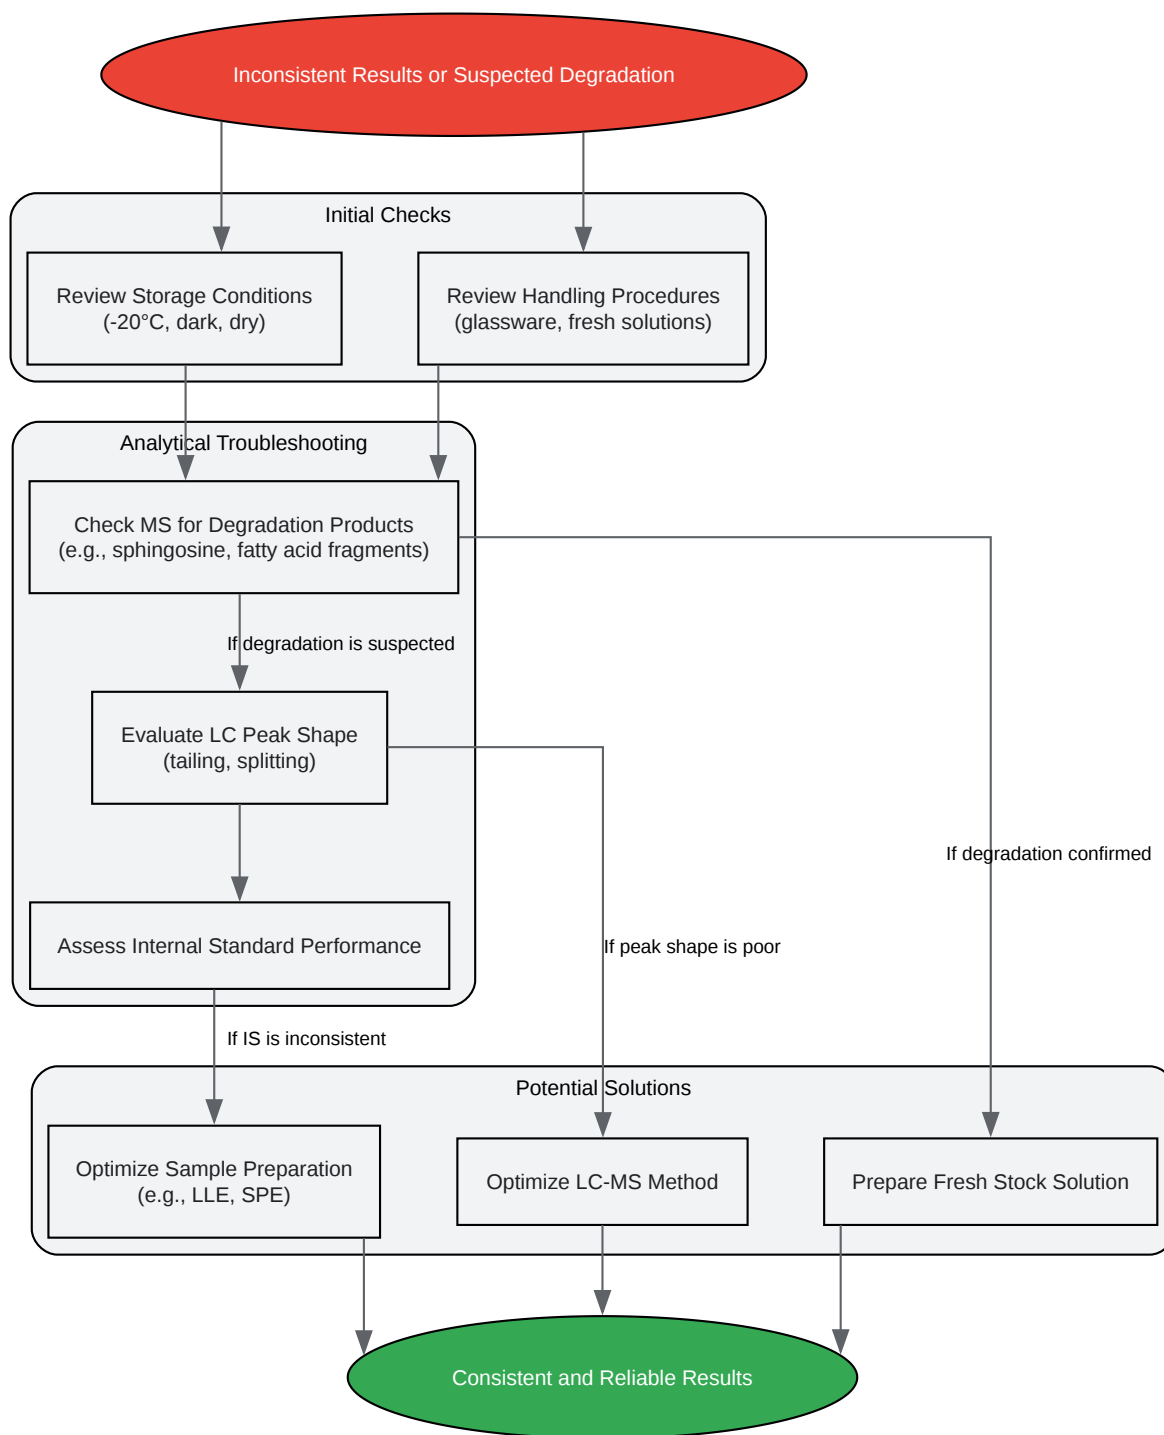 Inconsistent Results or Suspected Degradation
Initial Checks
Review Storage Conditions
(-20°C, dark, dry)
Review Handling Procedures
(glassware, fresh solutions)
Analytical Troubleshooting
Check MS for Degradation Products
(e.g., sphingosine, fatty acid fragments)
If degradation is suspected
Evaluate LC Peak Shape
(tailing, splitting)
If degradation confirmed
Assess Internal Standard Performance
If peak shape is poor
If IS is inconsistent
Potential Solutions
Optimize Sample Preparation
(e.g., LLE, SPE)
Optimize LC-MS Method
Prepare Fresh Stock Solution
Consistent and Reliable Results